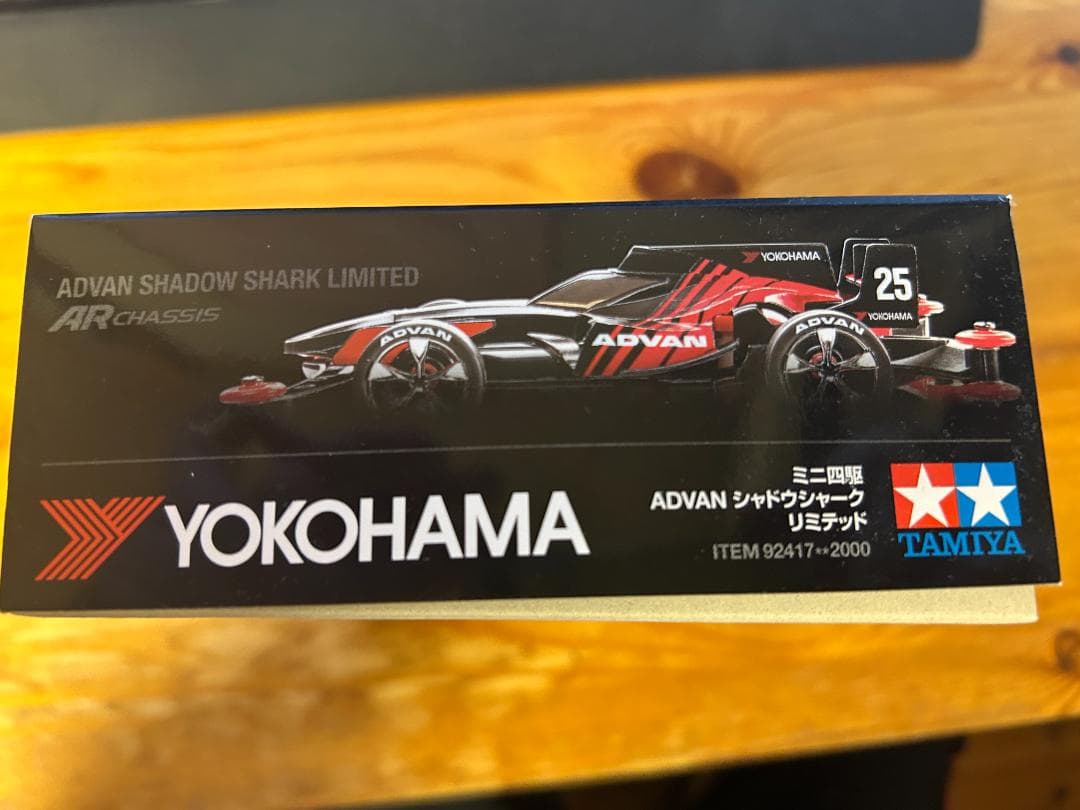 ADVAN SHADOW SHARK LIMITED
AR CHASSIS
YOKOHAMA
25
YOKOHAMA
ADVAN
ADVAN
ADVAN
YOKOHAMA
ミニ四駆
ADVAN シャドウシャーク
リミテッド
ITEM 92417**2000
TAMIYA